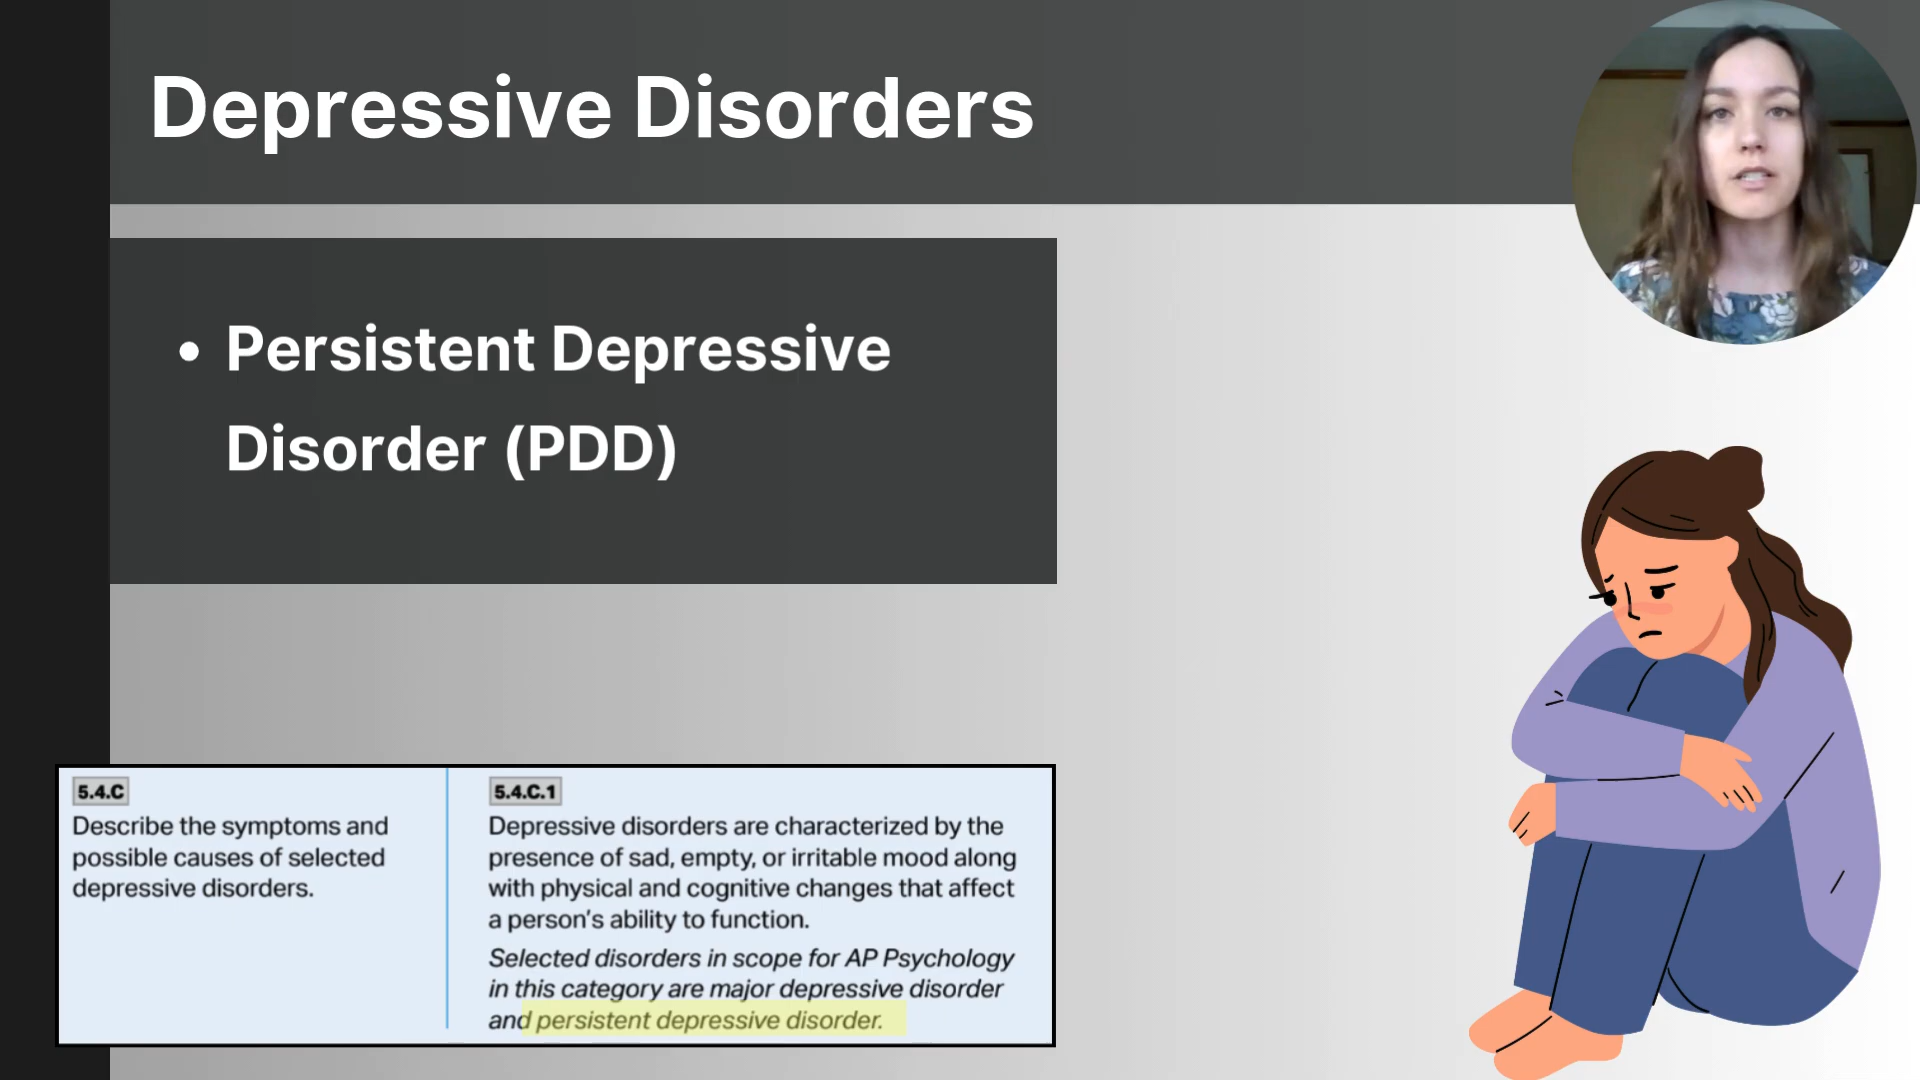 Depressive Disorders
• Persistent Depressive
Disorder (PDD)
5.4.C
Describe the symptoms and
possible causes of selected
depressive disorders.
5.4.C.1
Depressive disorders are characterized by the
presence of sad, empty, or irritable mood along
with physical and cognitive changes that affect
a person's ability to function.
Selected disorders in scope for AP Psychology
in this category are major depressive disorder
and persistent depressive disorder.